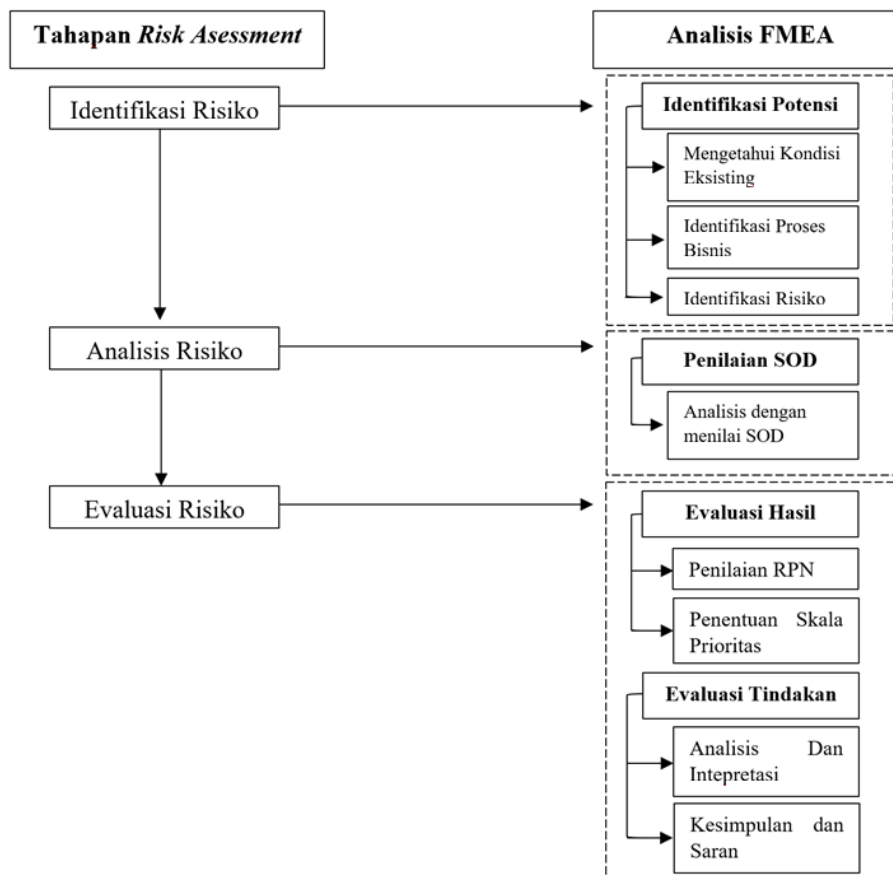 Tahapan Risk Asessment
Analisis FMEA
Identifikasi Risiko
Identifikasi Potensi
Mengetahui Kondisi
Eksisting
Identifikasi Proses
Bisnis
Identifikasi Risiko
Analisis Risiko
Penilaian SOD
Analisis dengan
menilai SOD
Evaluasi Risiko
Evaluasi Hasil
Penilaian RPN
Penentuan Skala
Prioritas
Evaluasi Tindakan
Analisis Dan
Intepretasi
Kesimpulan dan
Saran